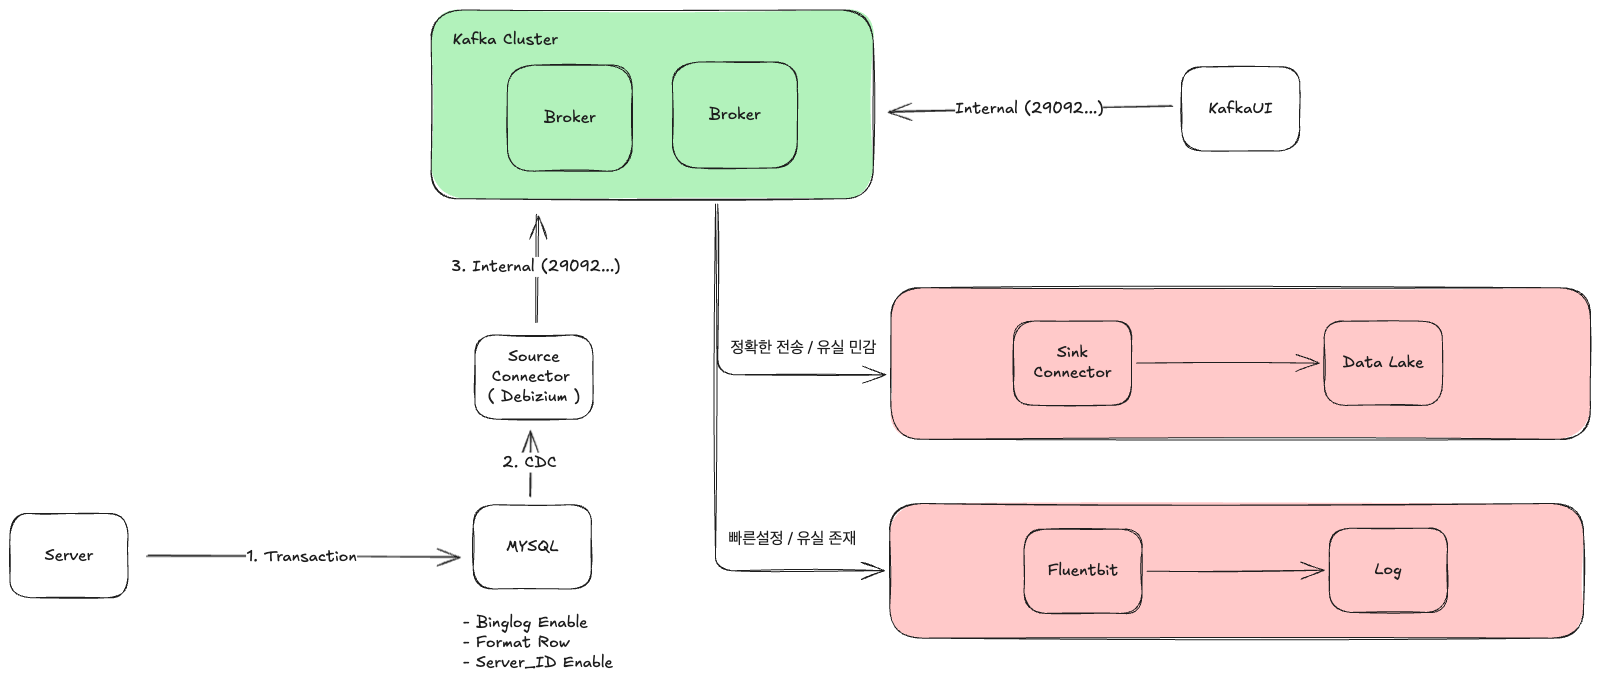 Kafka Cluster
Broker
Broker
Internal (29092...)
KafkaUI
3. Internal (29092...)
Source
Connector
( Debizium )
2. CDC
정확한 전송 / 유실 민감
Sink
Connector
Data Lake
Server
1. Transaction
MYSQL
빠른설정 / 유실 존재
Fluentbit
Log
- Binglog Enable
- Format Row
- Server_ID Enable